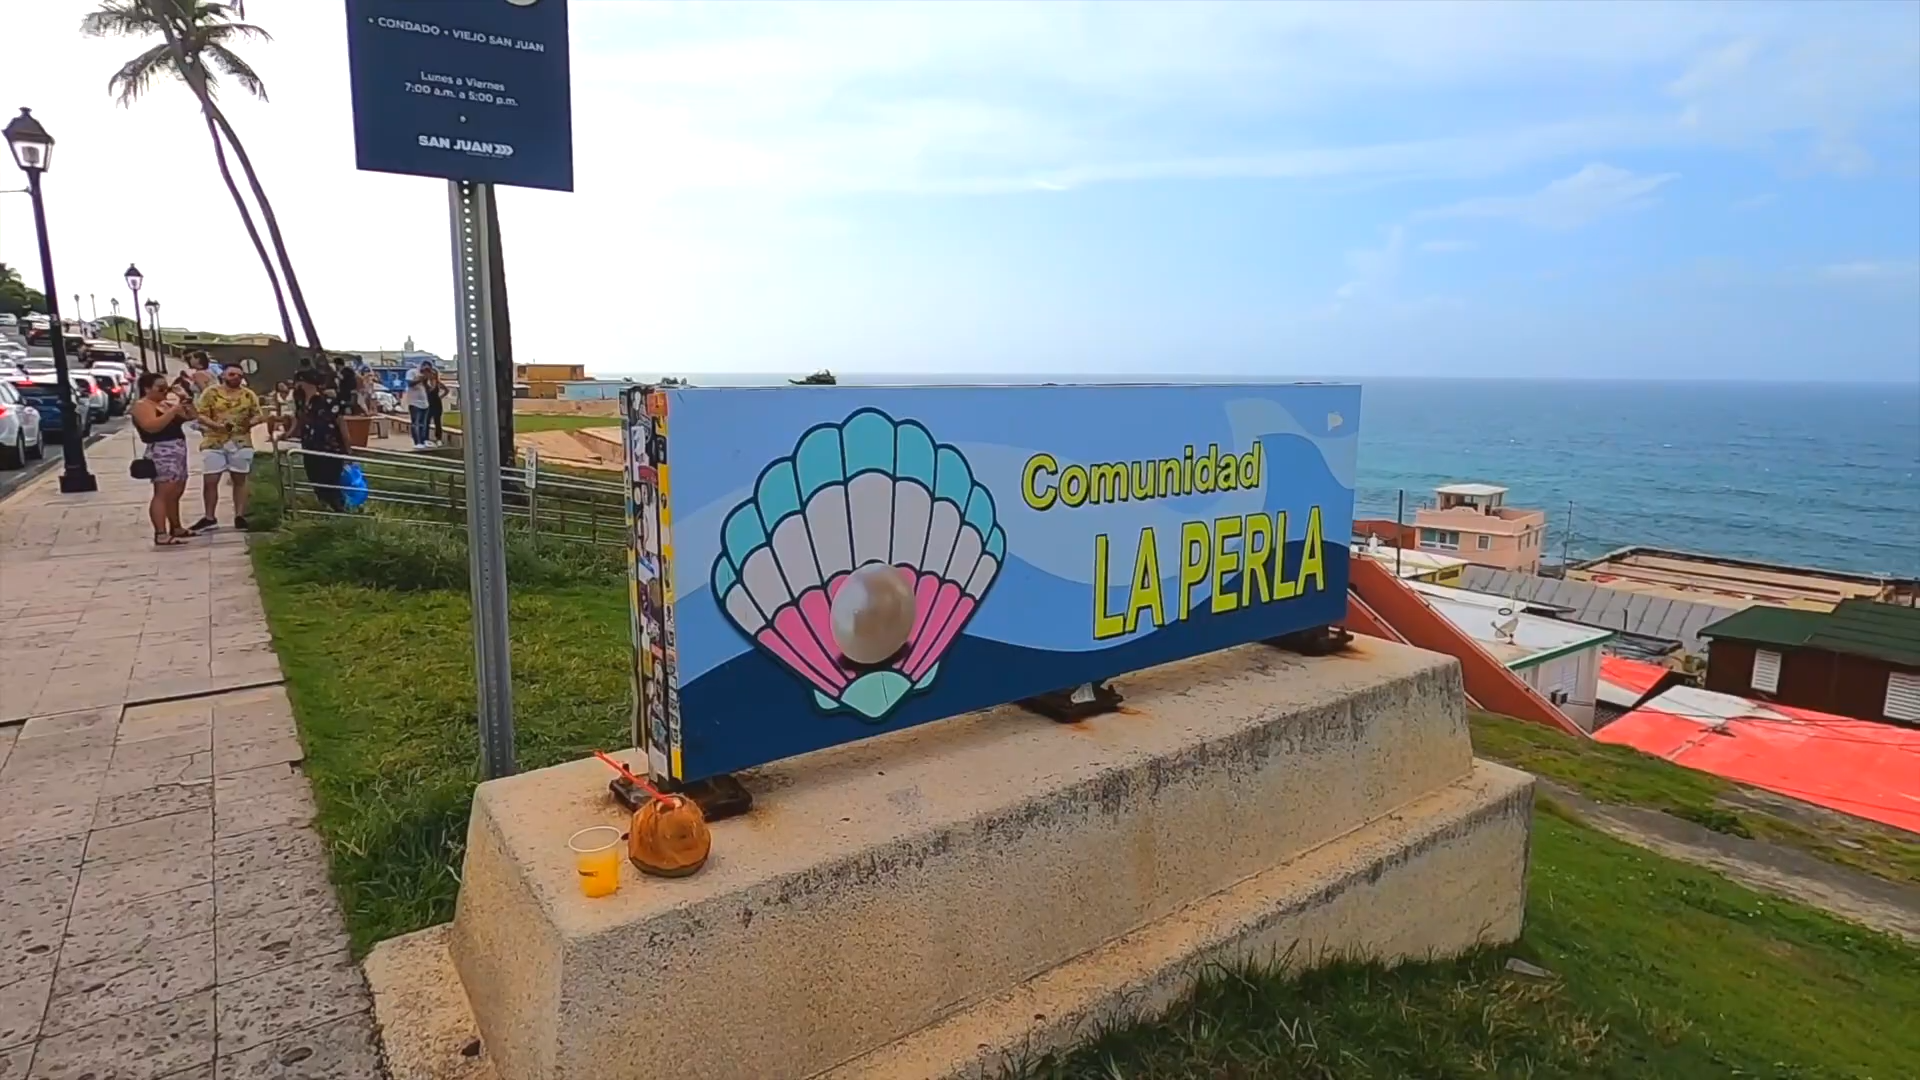 • CONDADO • VIEJO SAN JUAN
Lunes a Viernes
7:00 a.m. a 5:00 p.m.
SAN JUAN
Comunidad
LA PERLA